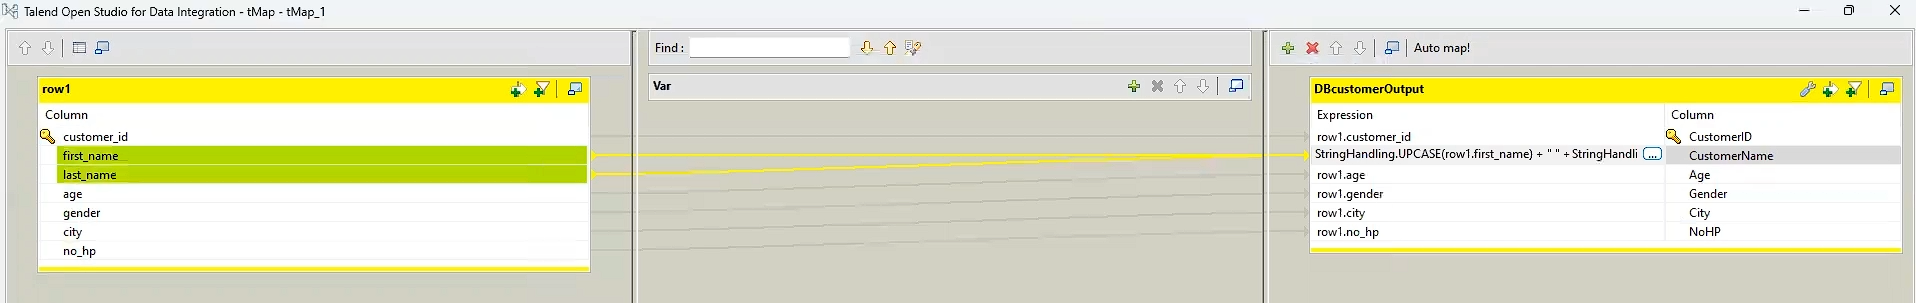 Talend Open Studio for Data Integration - tMap - tMap_1
Find :
Auto map!
row1
Var
DBcustomerOutput
Column
Expression Column
customer_id
first_name
last_name
age
gender
city
no_hp
row1.customer_id CustomerID
StringHandling.UPCASE(row1.first_name) + " " + StringHandli ... CustomerName
row1.age Age
row1.gender Gender
row1.city City
row1.no_hp NoHP